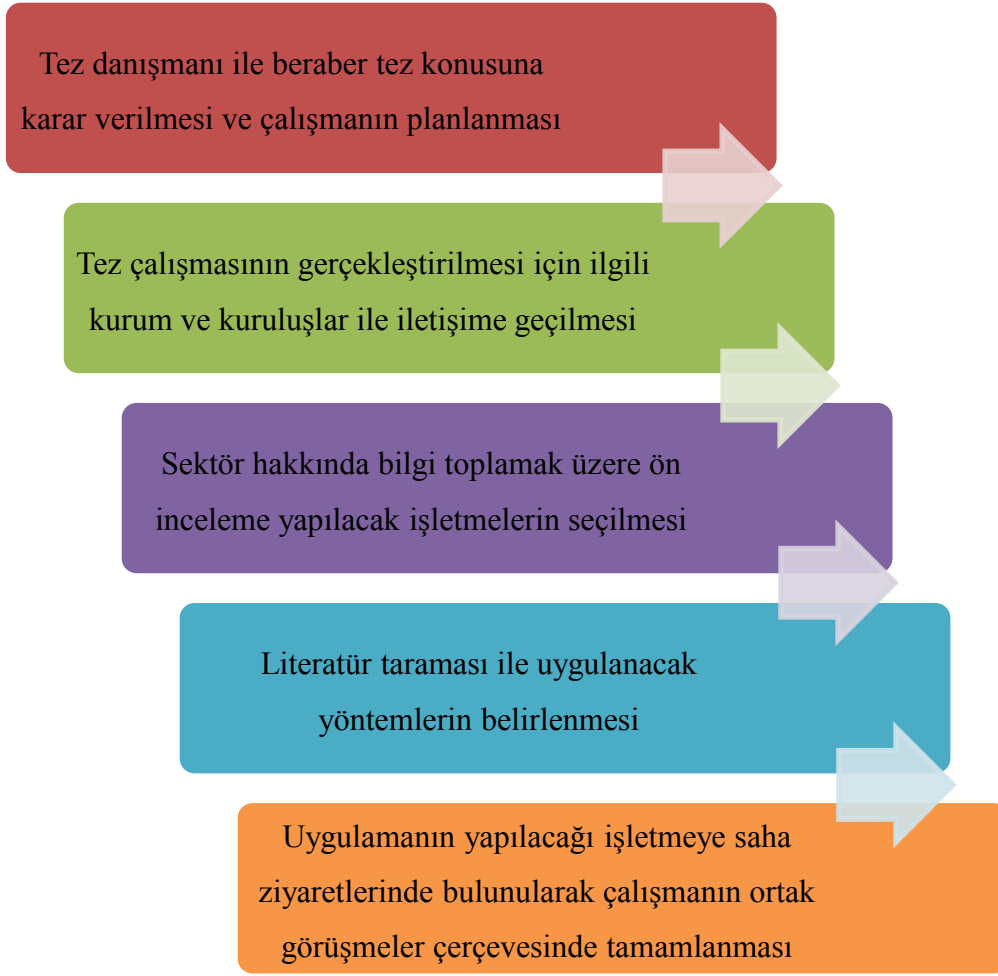 Tez danışmanı ile beraber tez konusuna
karar verilmesi ve çalışmanın planlanması
Tez çalışmasının gerçekleştirilmesi için ilgili
kurum ve kuruluşlar ile iletişime geçilmesi
Sektör hakkında bilgi toplamak üzere ön
inceleme yapılacak işletmelerin seçilmesi
Literatür taraması ile uygulanacak
yöntemlerin belirlenmesi
Uygulamanın yapılacağı işletmeye saha
ziyaretlerinde bulunularak çalışmanın ortak
görüşmeler çerçevesinde tamamlanması